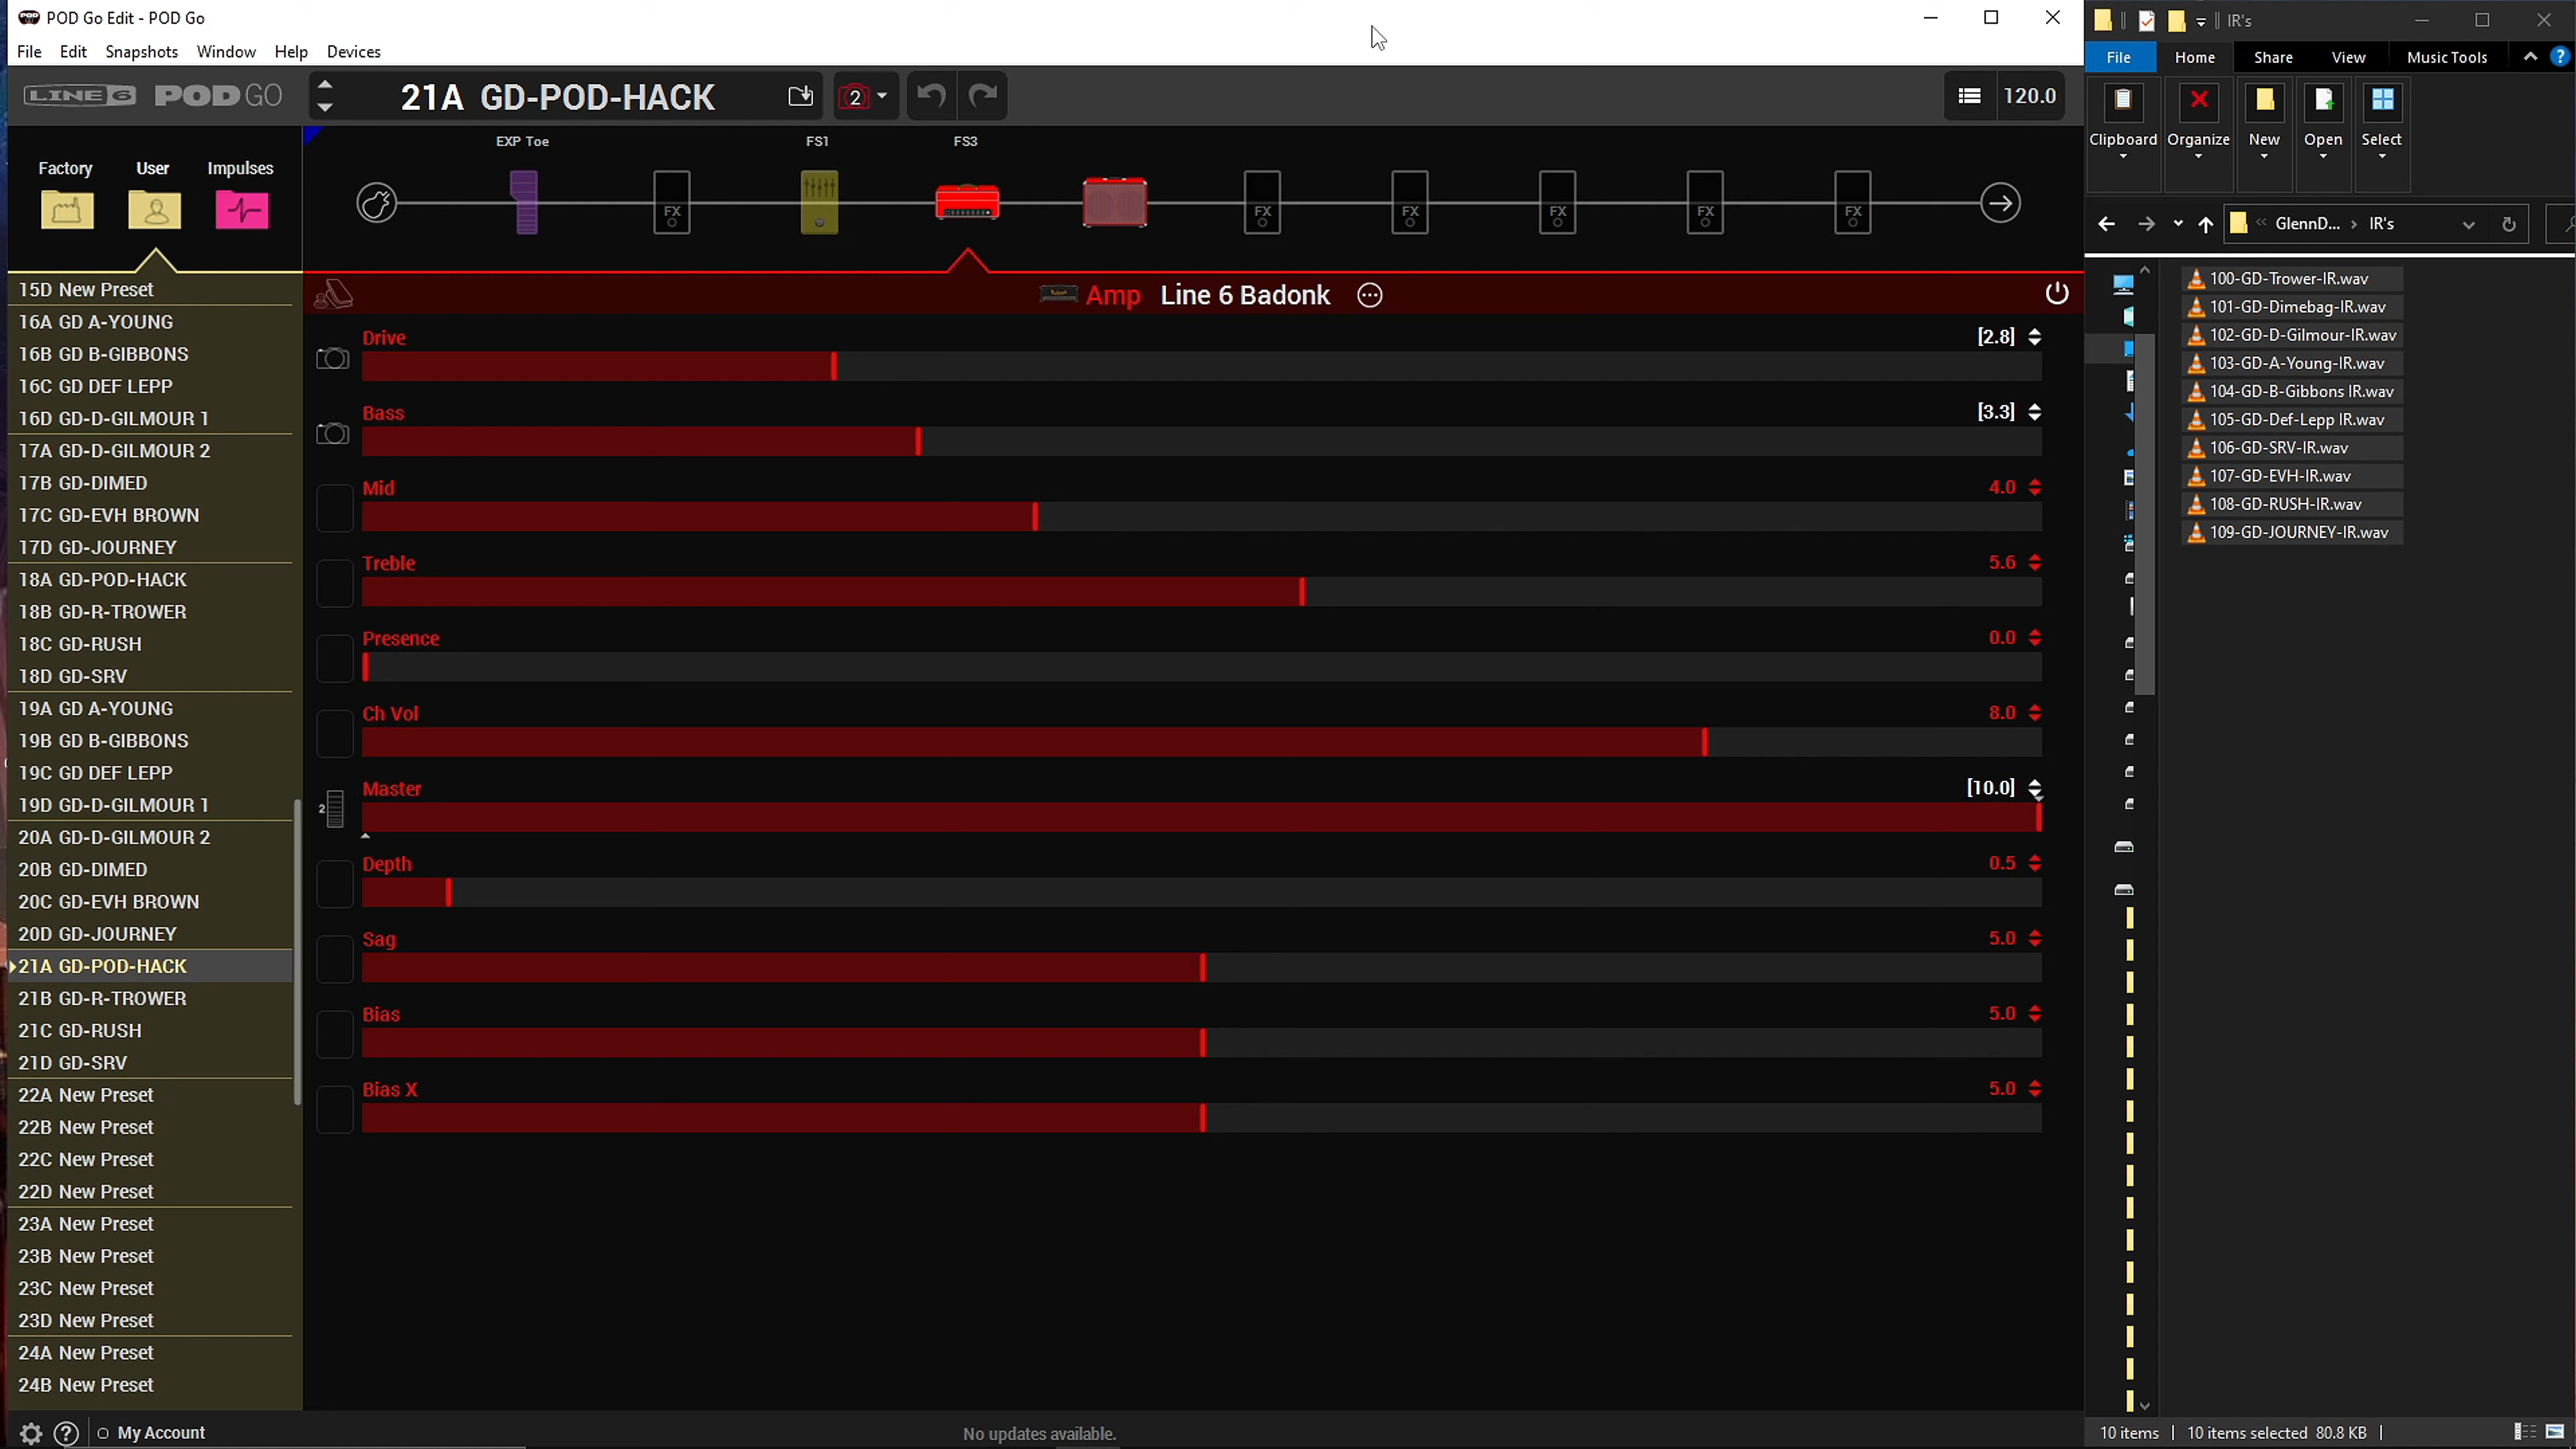 POD Go Edit - POD Go
File Edit Snapshots Window Help Devices
LINE 6 POD GO
21A GD-POD-HACK
2
120.0
Factory User Impulses
EXP Toe FS1 FS3
FX FX FX FX FX FX
Amp Line 6 Badonk
15D New Preset
16A GD A-YOUNG
16B GD B-GIBBONS
16C GD DEF LEPP
16D GD-D-GILMOUR 1
17A GD-D-GILMOUR 2
17B GD-DIMED
17C GD-EVH BROWN
17D GD-JOURNEY
18A GD-POD-HACK
18B GD-R-TROWER
18C GD-RUSH
18D GD-SRV
19A GD A-YOUNG
19B GD B-GIBBONS
19C GD DEF LEPP
19D GD-D-GILMOUR 1
20A GD-D-GILMOUR 2
20B GD-DIMED
20C GD-EVH BROWN
20D GD-JOURNEY
21A GD-POD-HACK
21B GD-R-TROWER
21C GD-RUSH
21D GD-SRV
22A New Preset
22B New Preset
22C New Preset
22D New Preset
23A New Preset
23B New Preset
23C New Preset
23D New Preset
24A New Preset
24B New Preset
Drive [2.8]
Bass [3.3]
Mid 4.0
Treble 5.6
Presence 0.0
Ch Vol 8.0
2 Master [10.0]
Depth 0.5
Sag 5.0
Bias 5.0
Bias X 5.0
My Account
No updates available.
IR's
File Home Share View Music Tools
Clipboard Organize New Open Select
« GlennD... › IR's
100-GD-Trower-IR.wav
101-GD-Dimebag-IR.wav
102-GD-D-Gilmour-IR.wav
103-GD-A-Young-IR.wav
104-GD-B-Gibbons IR.wav
105-GD-Def-Lepp IR.wav
106-GD-SRV-IR.wav
107-GD-EVH-IR.wav
108-GD-RUSH-IR.wav
109-GD-JOURNEY-IR.wav
10 items | 10 items selected 80.8 KB |